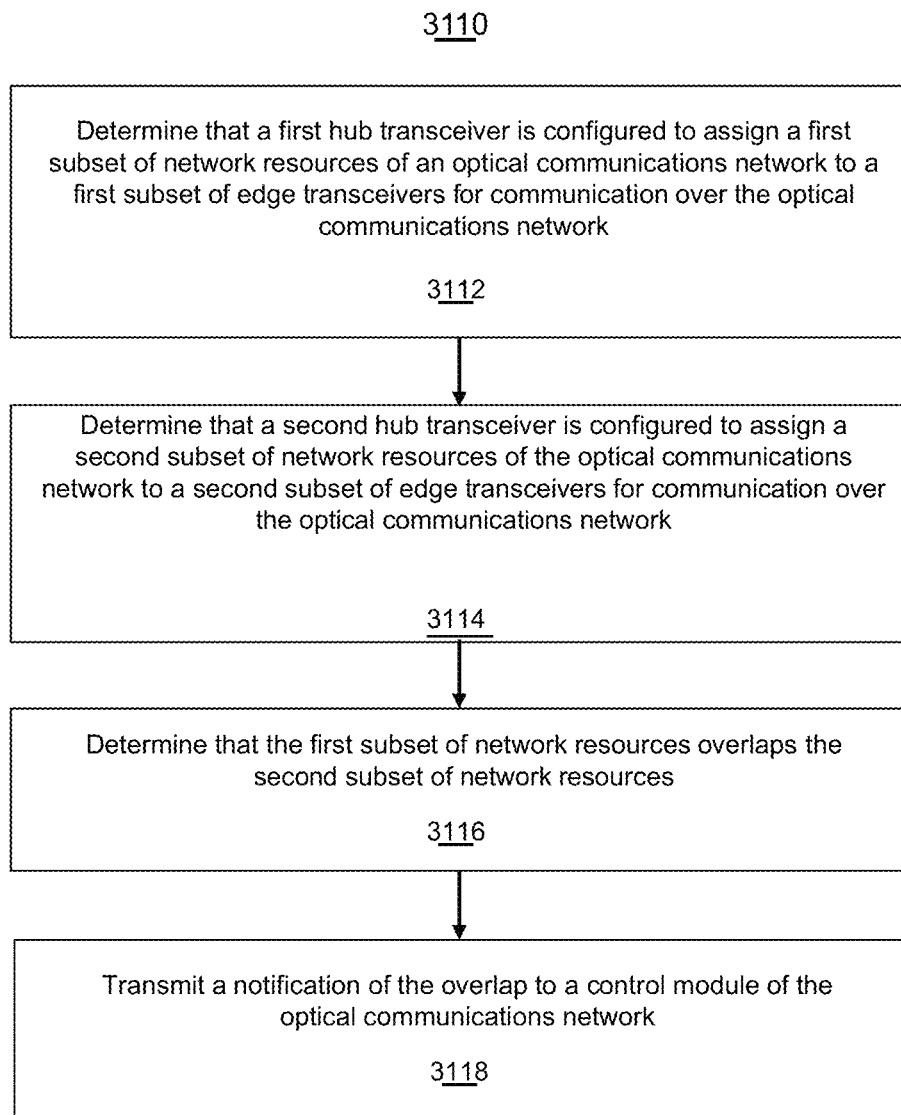 3110
Determine that a first hub transceiver is configured to assign a first
subset of network resources of an optical communications network to a
first subset of edge transceivers for communication over the optical
communications network
3112
Determine that a second hub transceiver is configured to assign a
second subset of network resources of the optical communications
network to a second subset of edge transceivers for communication over
the optical communications network
3114
Determine that the first subset of network resources overlaps the
second subset of network resources
3116
Transmit a notification of the overlap to a control module of the
optical communications network
3118